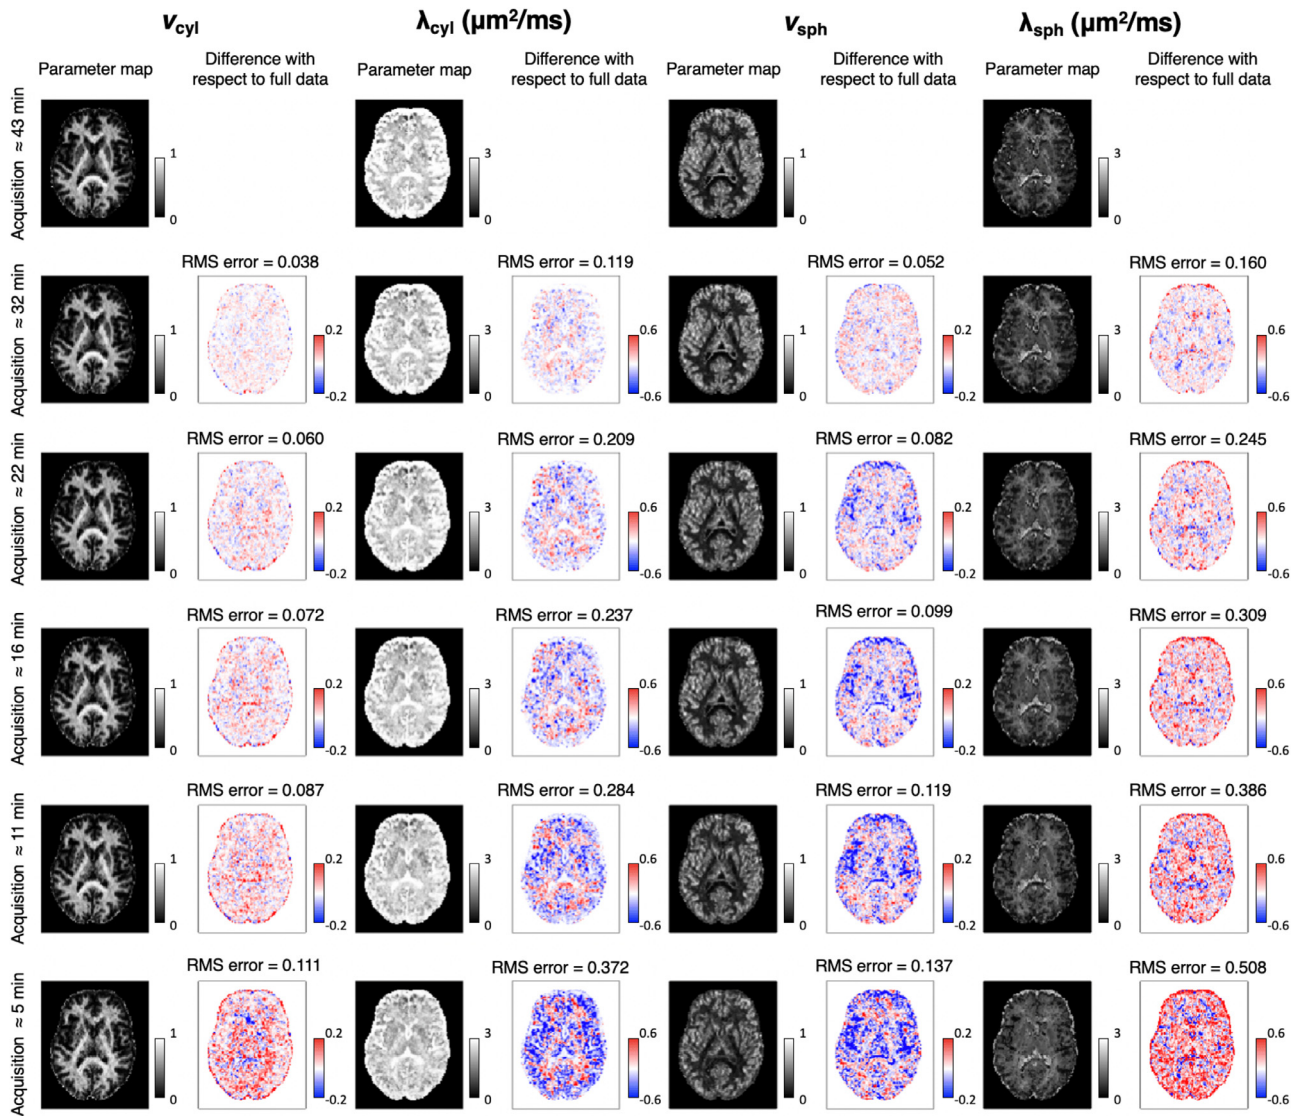 vcyl λcyl (μm²/ms) vsph λsph (μm²/ms)
Parameter map Difference with respect to full data Parameter map Difference with respect to full data Parameter map Difference with respect to full data Parameter map Difference with respect to full data
Acquisition ≈ 43 min
1 3 1 3
0 0 0 0
Acquisition ≈ 32 min
RMS error = 0.038 RMS error = 0.119 RMS error = 0.052 RMS error = 0.160
1 0.2 3 0.6 1 0.2 3 0.6
0 -0.2 0 -0.6 0 -0.2 0 -0.6
Acquisition ≈ 22 min
RMS error = 0.060 RMS error = 0.209 RMS error = 0.082 RMS error = 0.245
1 0.2 3 0.6 1 0.2 3 0.6
0 -0.2 0 -0.6 0 -0.2 0 -0.6
Acquisition ≈ 16 min
RMS error = 0.072 RMS error = 0.237 RMS error = 0.099 RMS error = 0.309
1 0.2 3 0.6 1 0.2 3 0.6
0 -0.2 0 -0.6 0 -0.2 0 -0.6
Acquisition ≈ 11 min
RMS error = 0.087 RMS error = 0.284 RMS error = 0.119 RMS error = 0.386
1 0.2 3 0.6 1 0.2 3 0.6
0 -0.2 0 -0.6 0 -0.2 0 -0.6
Acquisition ≈ 5 min
RMS error = 0.111 RMS error = 0.372 RMS error = 0.137 RMS error = 0.508
1 0.2 3 0.6 1 0.2 3 0.6
0 -0.2 0 -0.6 0 -0.2 0 -0.6